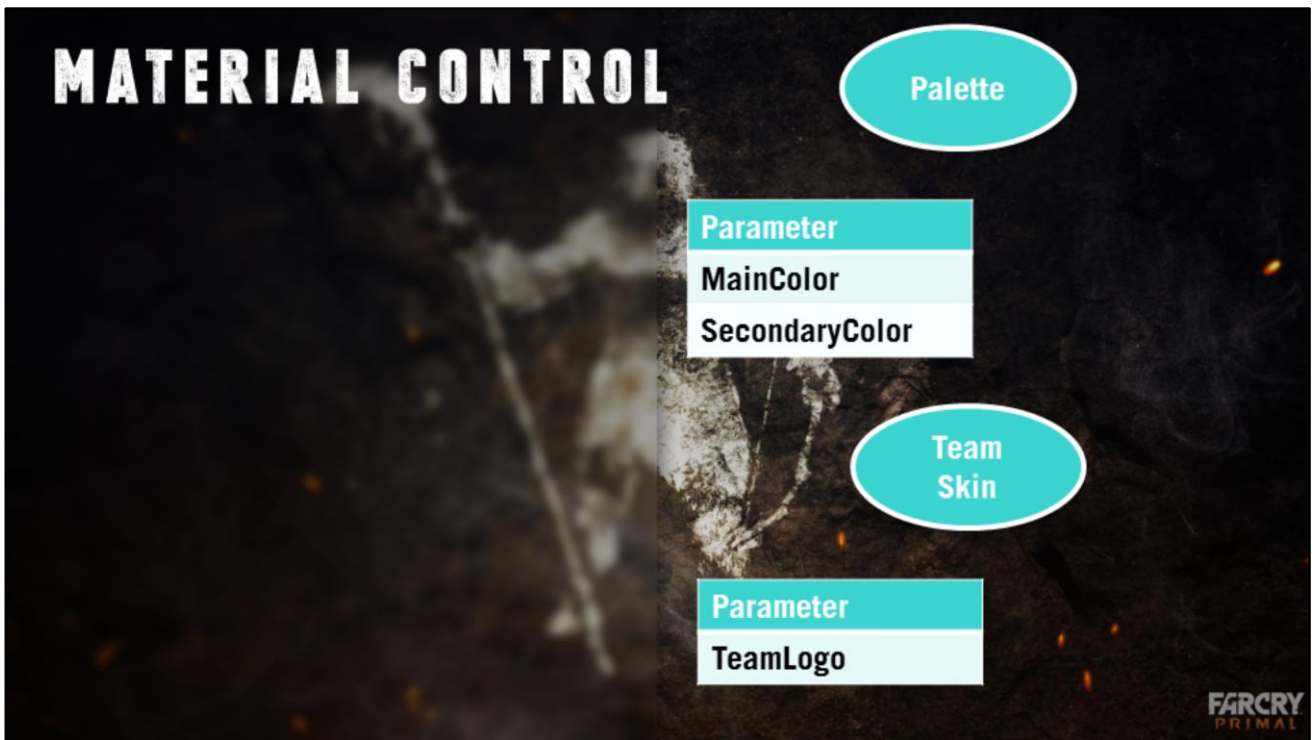 MATERIAL CONTROL
Palette
Parameter
MainColor
SecondaryColor
Team
Skin
Parameter
TeamLogo
FARCRY
PRIMAL